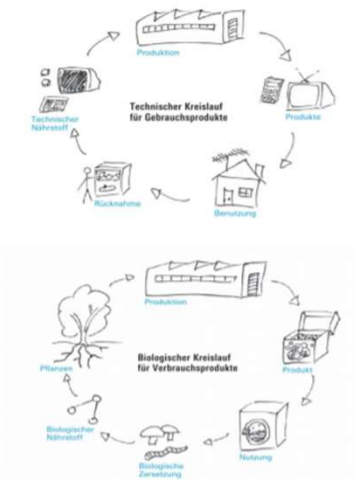 Produktion
Technischer Kreislauf
für Gebrauchsprodukte
Technischer
Nährstoff
Produkte
Rücknahme
Benutzung
Produktion
Biologischer Kreislauf
für Verbrauchsprodukte
Pflanzen
Produkt
Biologischer
Nährstoff
Nutzung
Biologische
Zersetzung